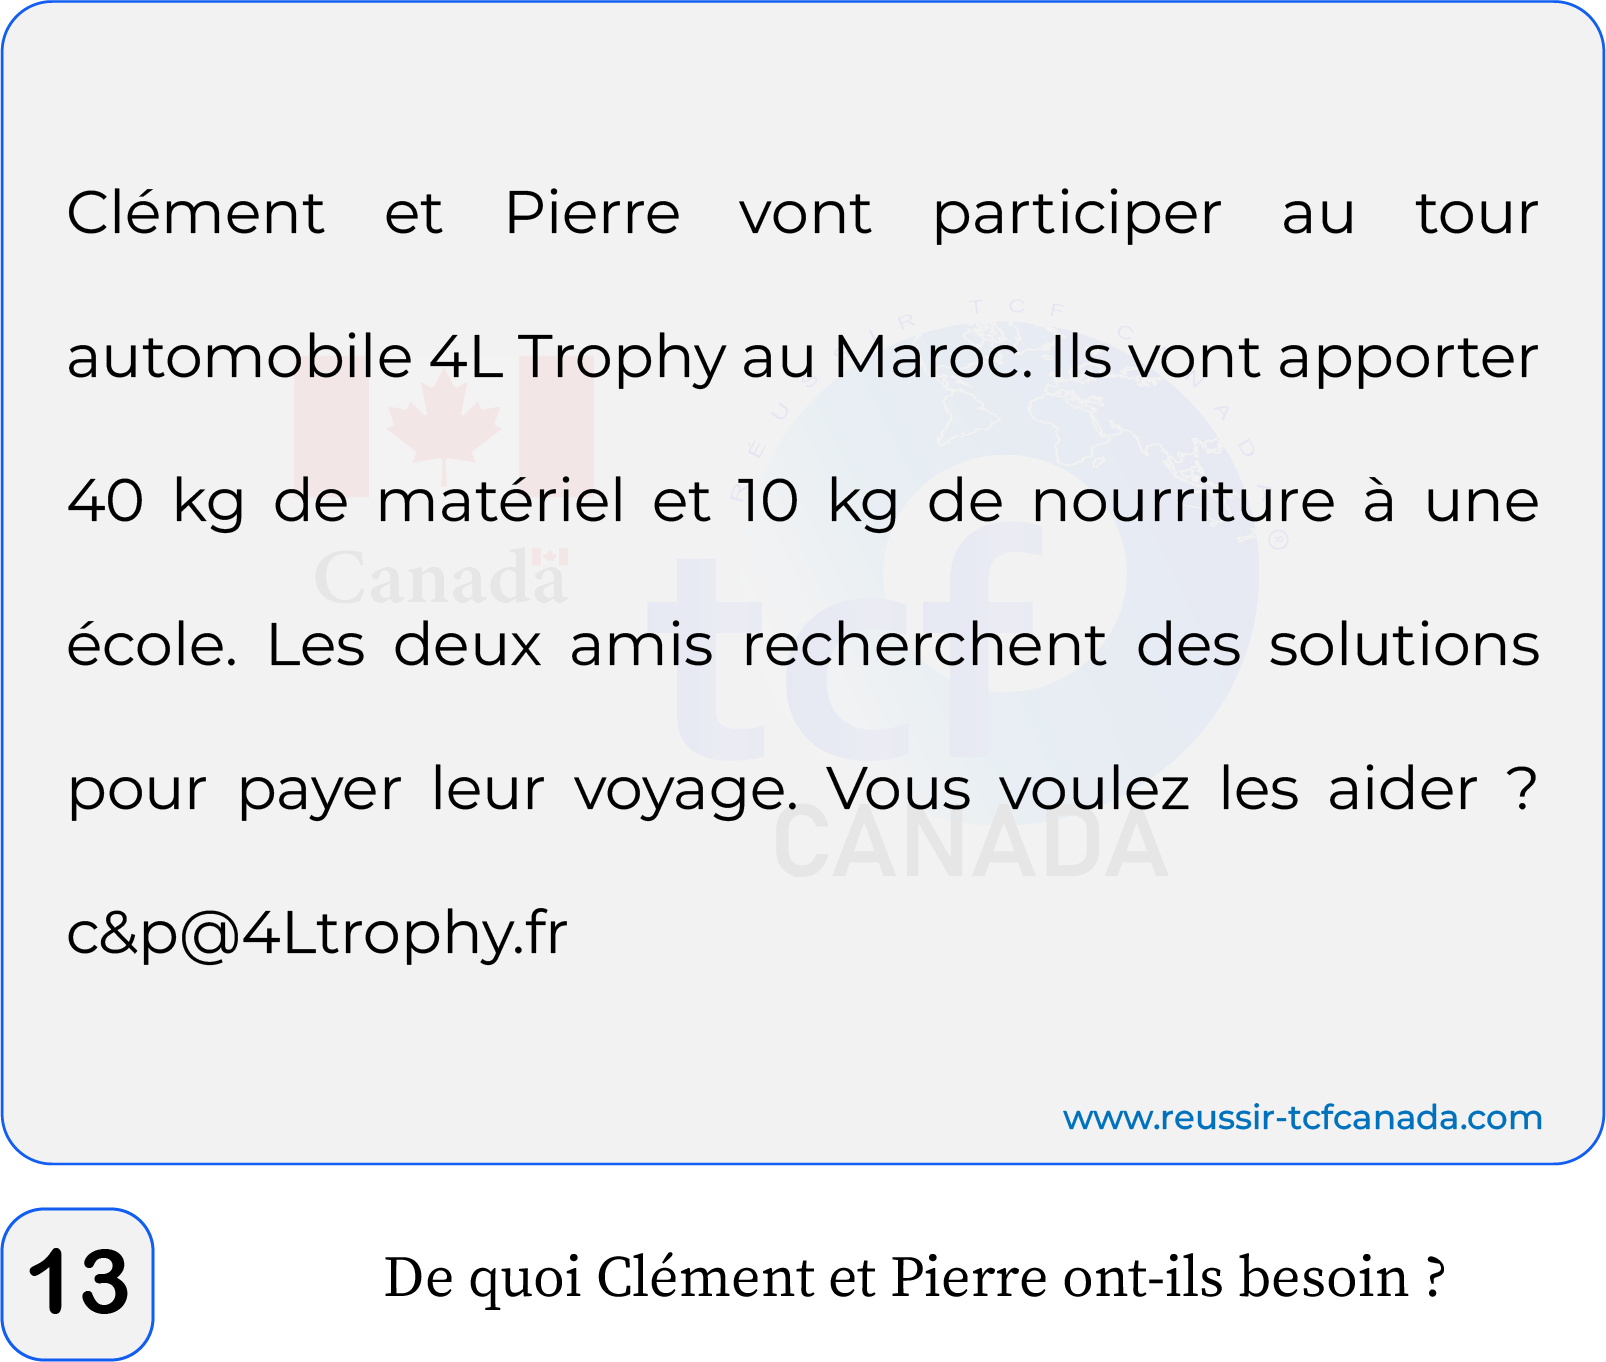 Clément et Pierre vont participer au tour
automobile 4L Trophy au Maroc. Ils vont apporter
40 kg de matériel et 10 kg de nourriture à une
école. Les deux amis recherchent des solutions
pour payer leur voyage. Vous voulez les aider ?
c&p@4Ltrophy.fr
RÉUSSIR TCF CANADA ®
Canada
tcf
CANADA
www.reussir-tcfcanada.com
13
De quoi Clément et Pierre ont-ils besoin ?